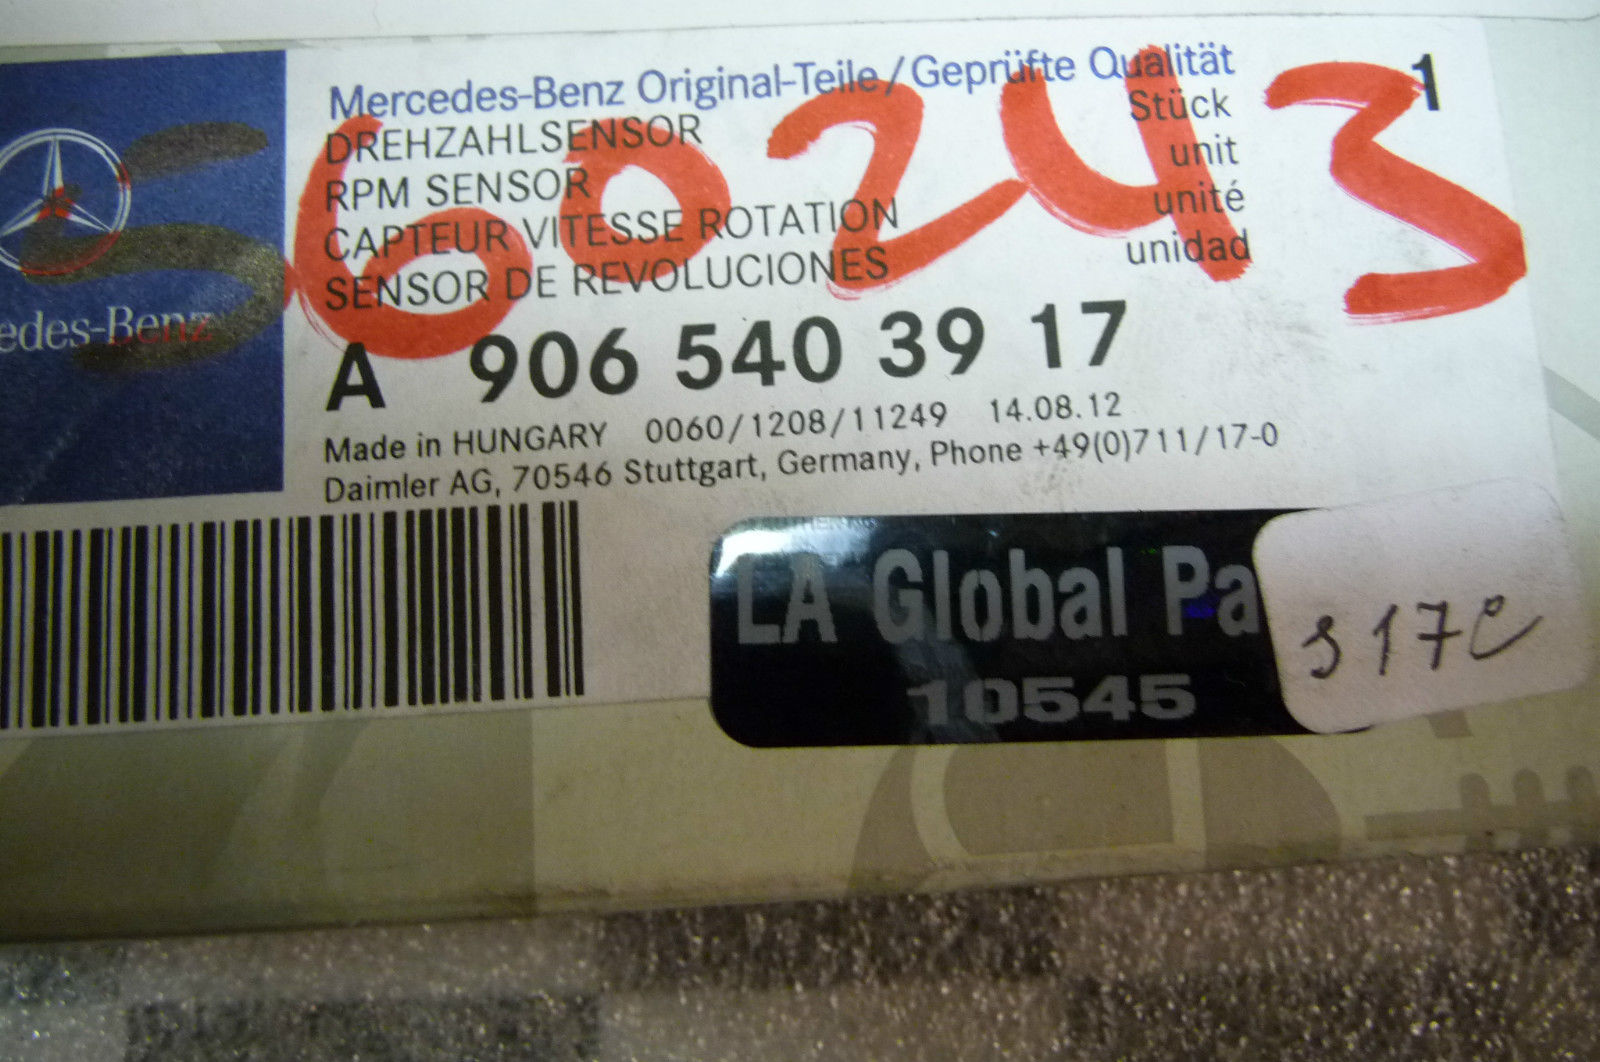 Mercedes-Benz Original-Teile/Geprüfte Qualität
DREHZAHLSENSOR
RPM SENSOR
CAPTEUR VITESSE ROTATION
SENSOR DE REVOLUCIONES
Stück 1
unit
unité
unidad
S60243
edes-Benz
A 906 540 39 17
Made in HUNGARY 0060/1208/11249 14.08.12
Daimler AG, 70546 Stuttgart, Germany, Phone +49(0)711/17-0
LA Global Pa
10545